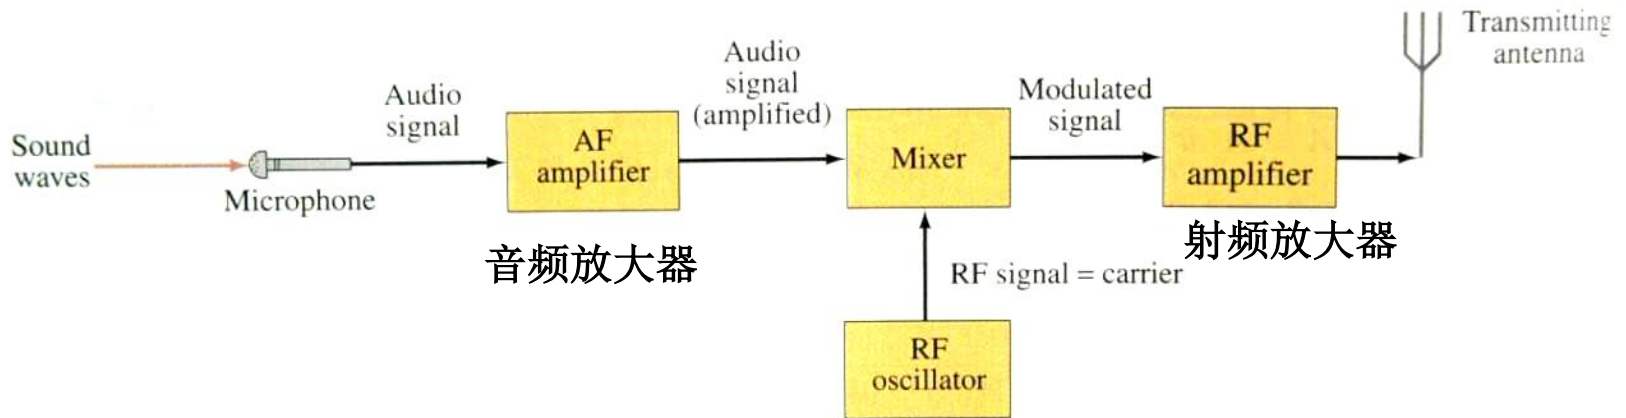 Sound
waves
Microphone
Audio
signal
AF
amplifier
音频放大器
Audio
signal
(amplified)
Mixer
RF signal = carrier
RF
oscillator
Modulated
signal
RF
amplifier
射频放大器
Transmitting
antenna